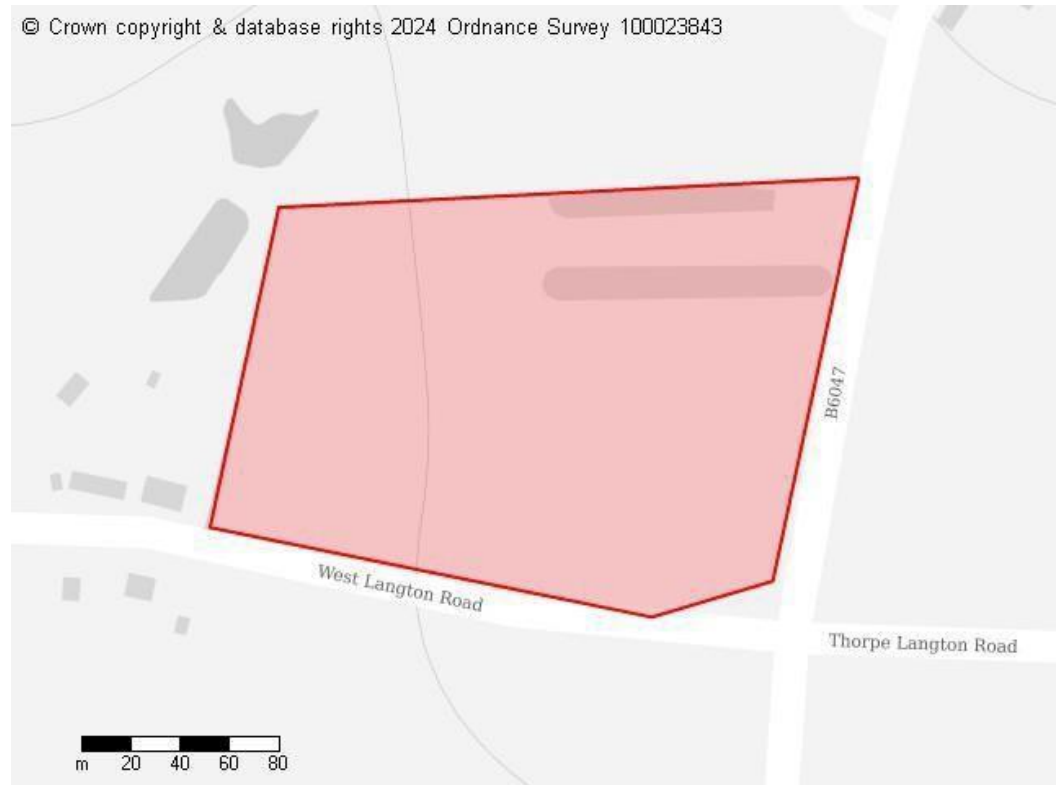 © Crown copyright & database rights 2024 Ordnance Survey 100023843
B6047
West Langton Road
Thorpe Langton Road
m 20 40 60 80